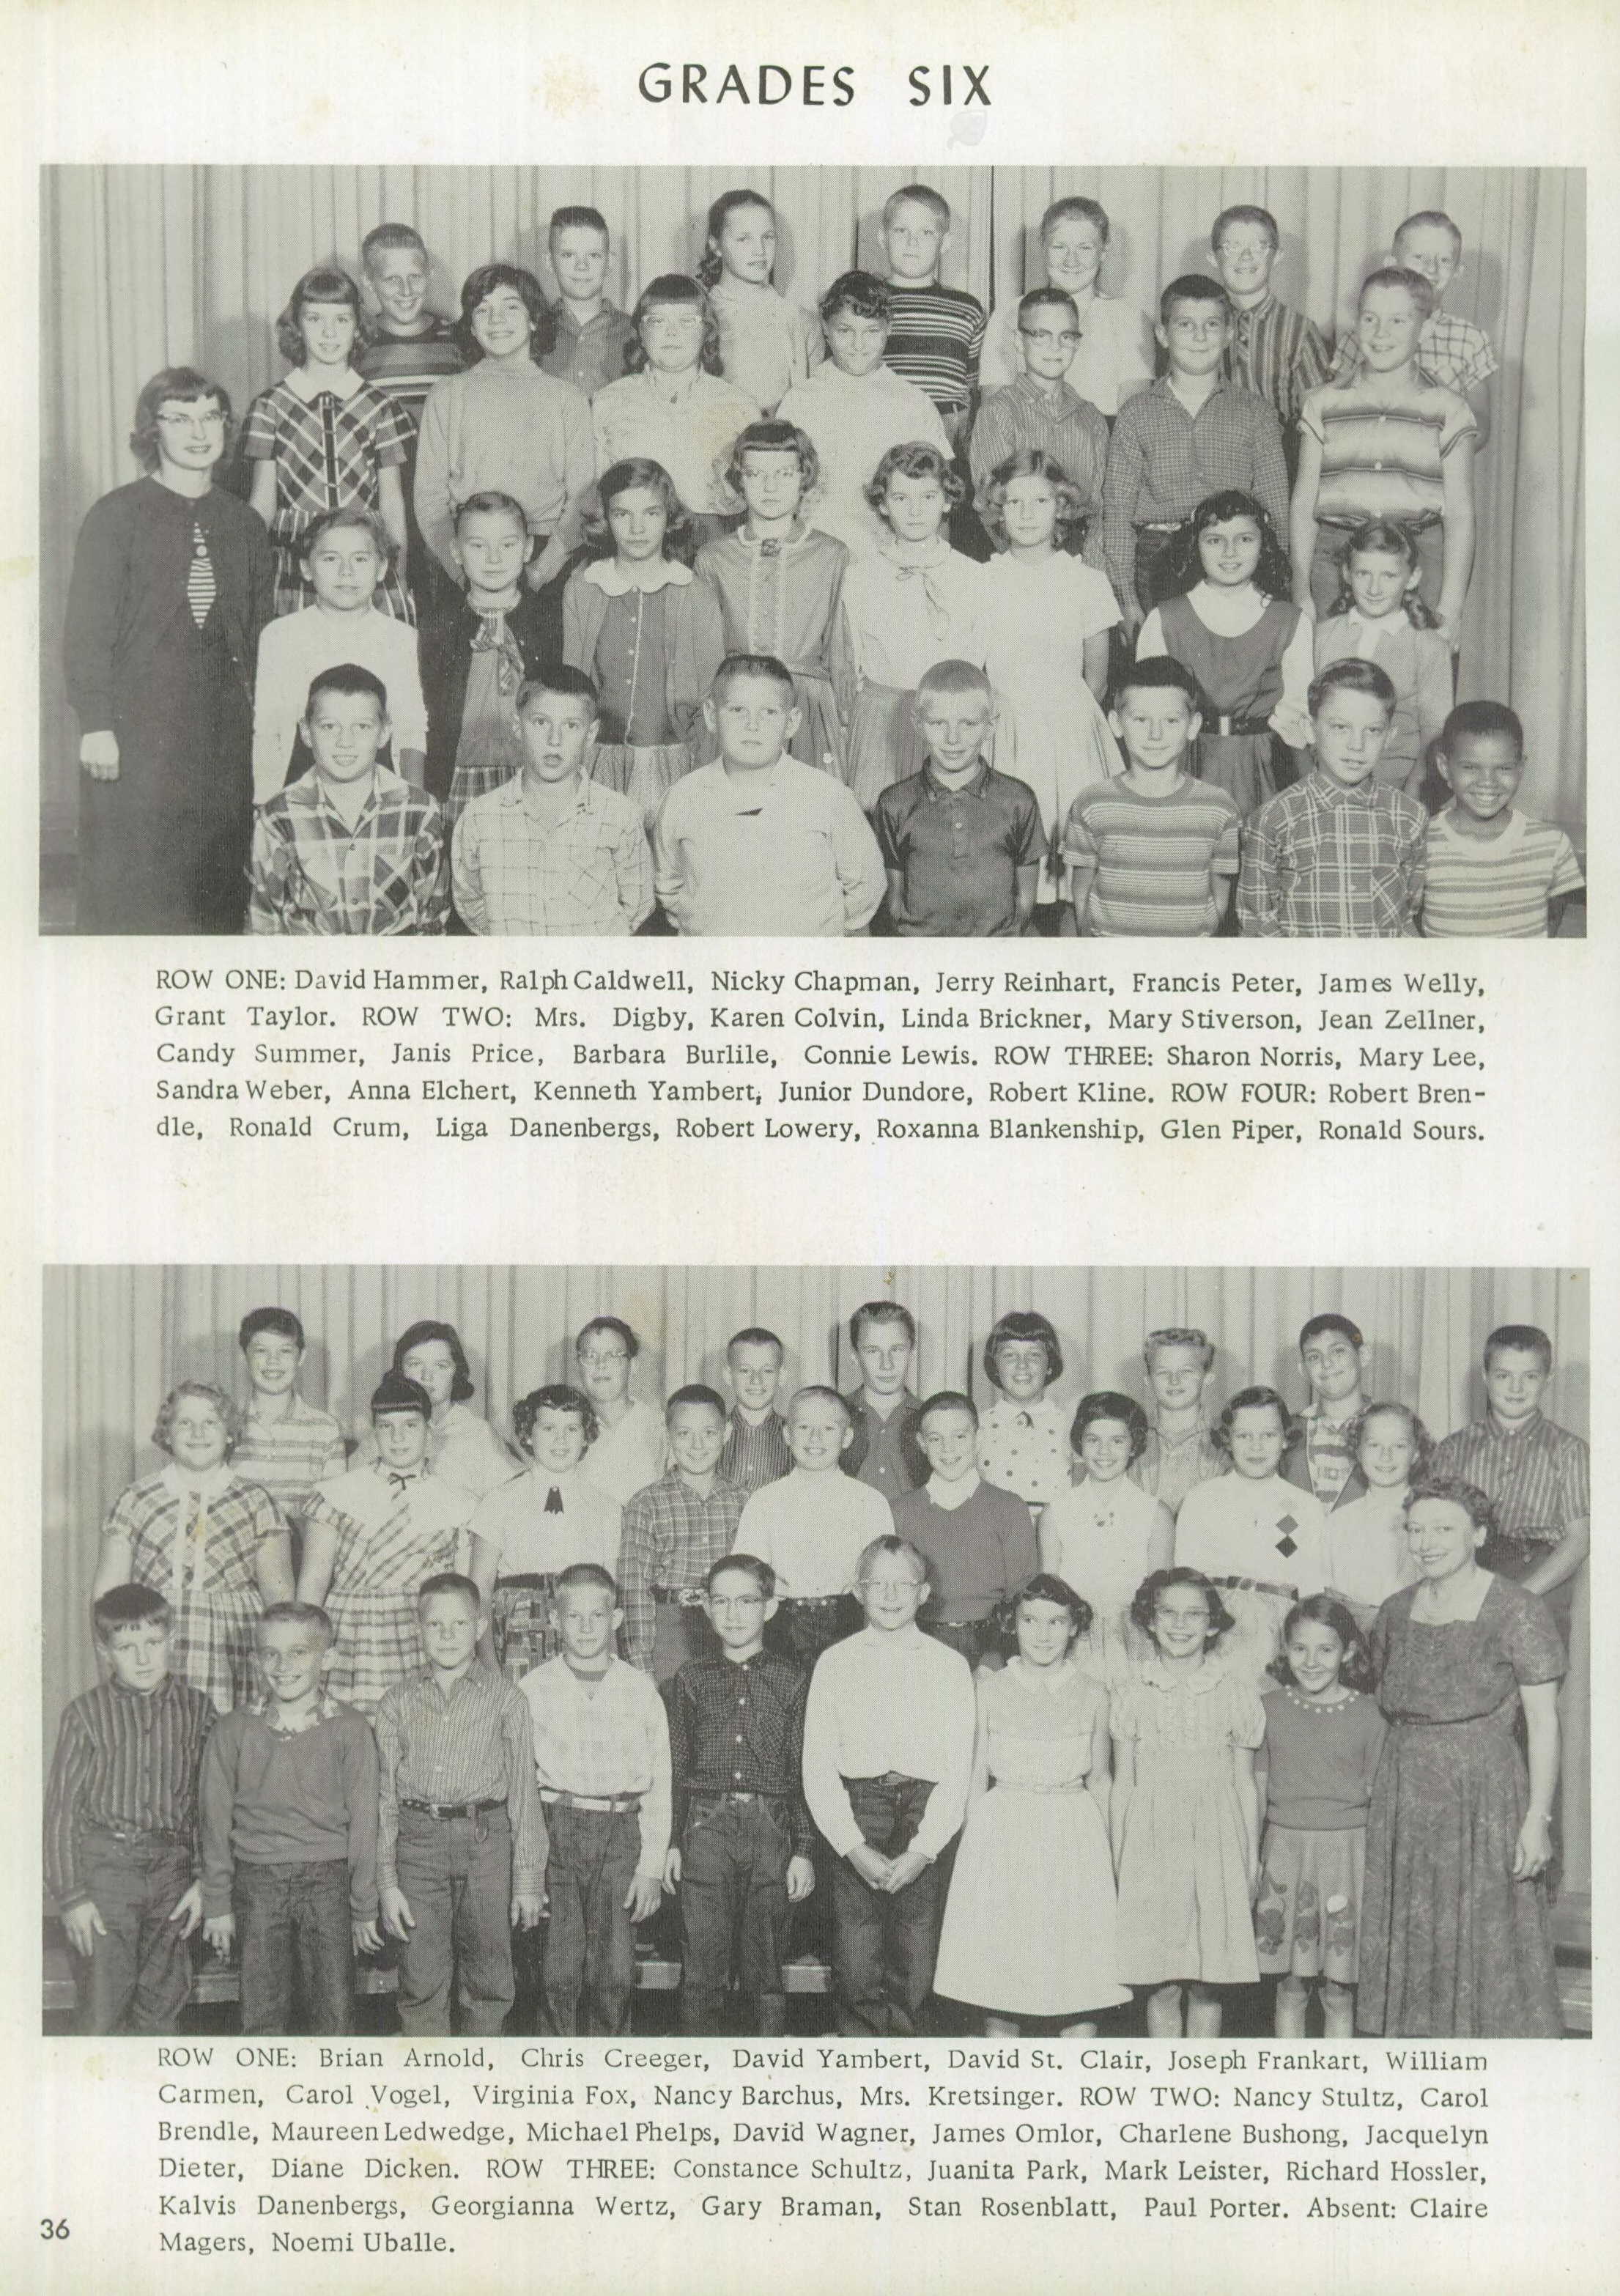 GRADES SIX
ROW ONE: David Hammer, Ralph Caldwell, Nicky Chapman, Jerry Reinhart, Francis Peter, James Welly,
Grant Taylor. ROW TWO: Mrs. Digby, Karen Colvin, Linda Brickner, Mary Stiverson, Jean Zellner,
Candy Summer, Janis Price, Barbara Burlile, Connie Lewis. ROW THREE: Sharon Norris, Mary Lee,
Sandra Weber, Anna Elchert, Kenneth Yambert, Junior Dundore, Robert Kline. ROW FOUR: Robert Bren-
dle, Ronald Crum, Liga Danenbergs, Robert Lowery, Roxanna Blankenship, Glen Piper, Ronald Sours.
ROW ONE: Brian Arnold, Chris Creeger, David Yambert, David St. Clair, Joseph Frankart, William
Carmen, Carol Vogel, Virginia Fox, Nancy Barchus, Mrs. Kretsinger. ROW TWO: Nancy Stultz, Carol
Brendle, Maureen Ledwedge, Michael Phelps, David Wagner, James Omlor, Charlene Bushong, Jacquelyn
Dieter, Diane Dicken. ROW THREE: Constance Schultz, Juanita Park, Mark Leister, Richard Hossler,
Kalvis Danenbergs, Georgianna Wertz, Gary Braman, Stan Rosenblatt, Paul Porter. Absent: Claire
Magers, Noemi Uballe.
36